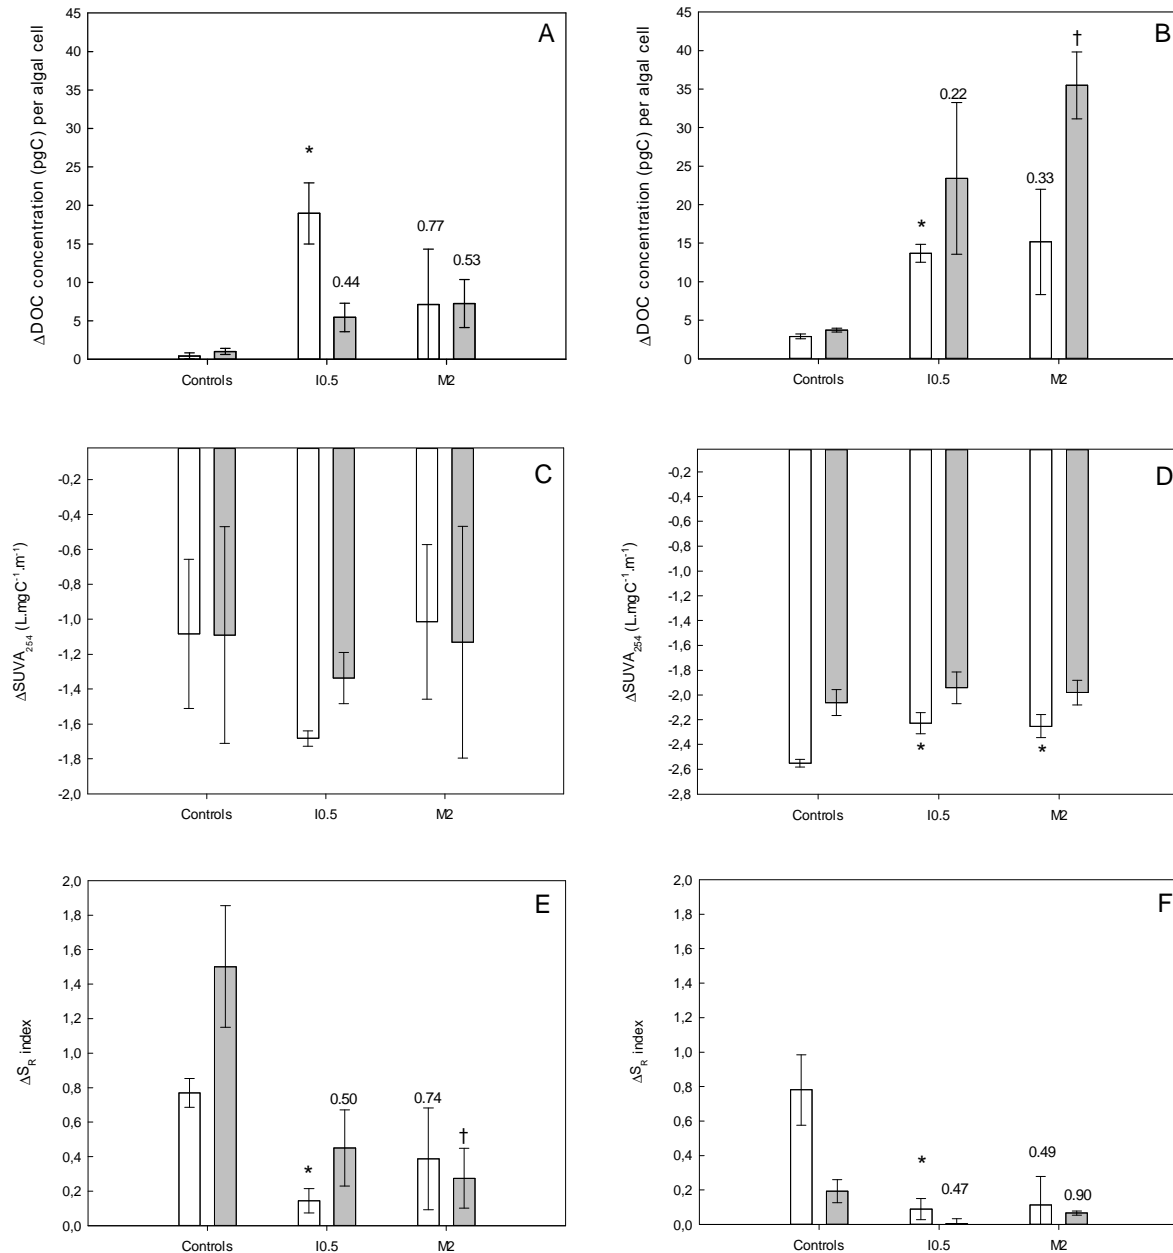 A
ΔDOC concentration (pgC) per algal cell
45
40
35
30
25
20
15
10
5
0
*
0.44
0.77
0.53
Controls
I0.5
M2
B
ΔDOC concentration (pgC) per algal cell
45
40
35
30
25
20
15
10
5
0
*
0.22
0.33
†
Controls
I0.5
M2
C
ΔSUVA₂₅₄ (L.mgC⁻¹.m⁻¹)
-0,2
-0,4
-0,6
-0,8
-1,0
-1,2
-1,4
-1,6
-1,8
-2,0
Controls
I0.5
M2
D
ΔSUVA₂₅₄ (L.mgC⁻¹.m⁻¹)
-0,2
-0,4
-0,6
-0,8
-1,0
-1,2
-1,4
-1,6
-1,8
-2,0
-2,2
-2,4
-2,6
-2,8
*
*
Controls
I0.5
M2
E
ΔS_R index
2,0
1,8
1,6
1,4
1,2
1,0
0,8
0,6
0,4
0,2
0,0
*
0.50
0.74
†
Controls
I0.5
M2
F
ΔS_R index
2,0
1,8
1,6
1,4
1,2
1,0
0,8
0,6
0,4
0,2
0,0
*
0.47
0.49
0.90
Controls
I0.5
M2